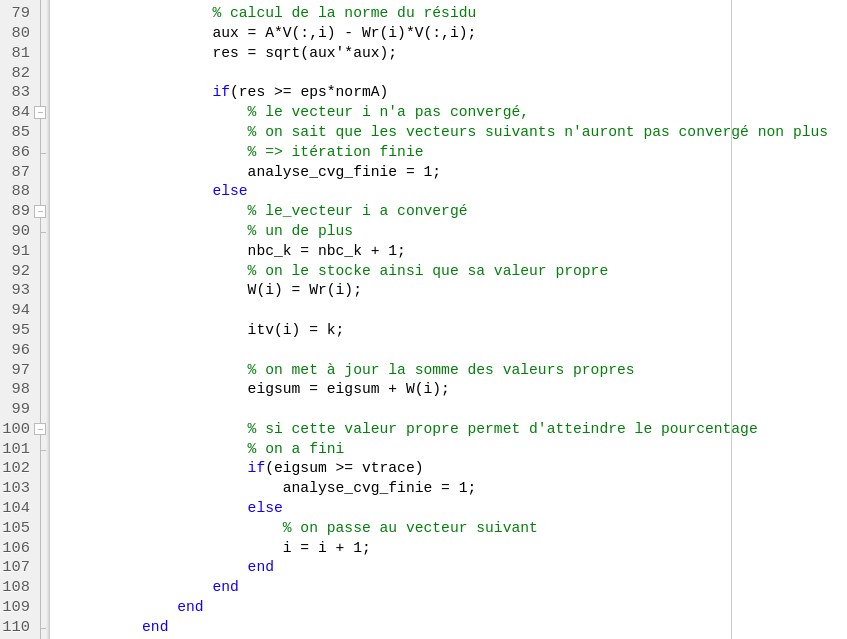 79 % calcul de la norme du résidu
80 aux = A*V(:,i) - Wr(i)*V(:,i);
81 res = sqrt(aux'*aux);
82
83 if(res >= eps*normA)
84 % le vecteur i n'a pas convergé,
85 % on sait que les vecteurs suivants n'auront pas convergé non plus
86 % => itération finie
87 analyse_cvg_finie = 1;
88 else
89 % le_vecteur i a convergé
90 % un de plus
91 nbc_k = nbc_k + 1;
92 % on le stocke ainsi que sa valeur propre
93 W(i) = Wr(i);
94
95 itv(i) = k;
96
97 % on met à jour la somme des valeurs propres
98 eigsum = eigsum + W(i);
99
100 % si cette valeur propre permet d'atteindre le pourcentage
101 % on a fini
102 if(eigsum >= vtrace)
103 analyse_cvg_finie = 1;
104 else
105 % on passe au vecteur suivant
106 i = i + 1;
107 end
108 end
109 end
110 end